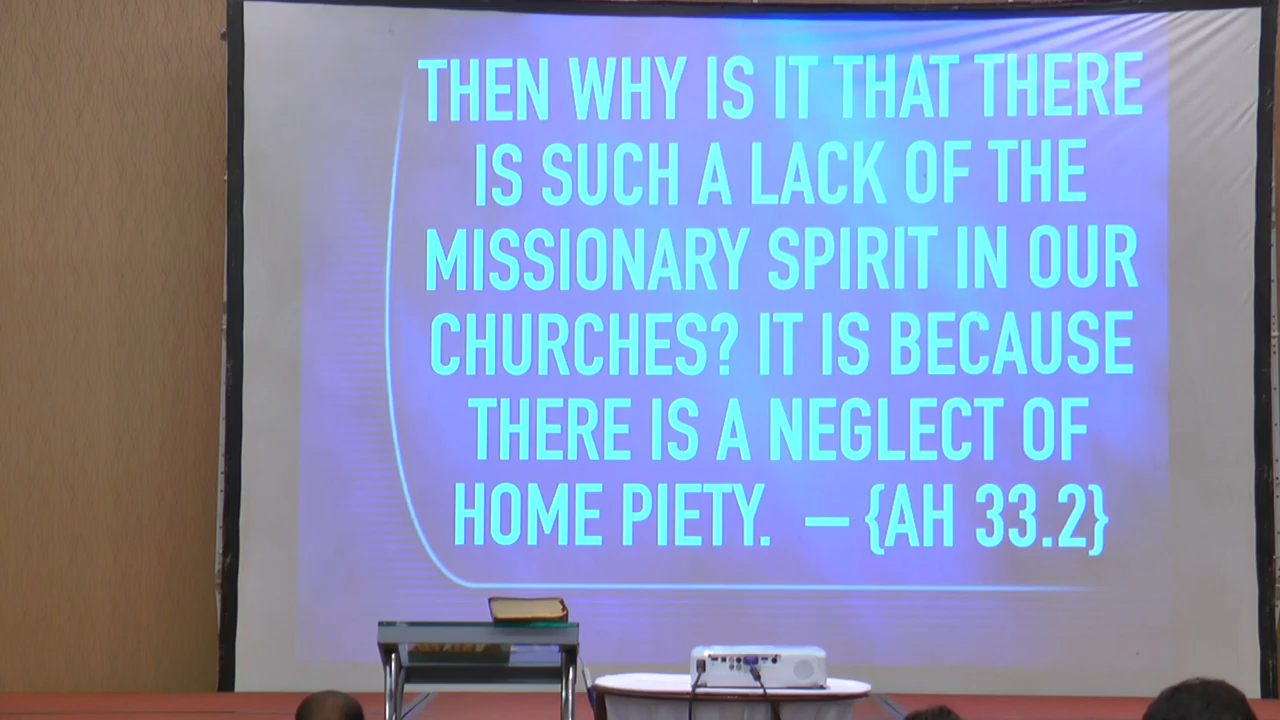 THEN WHY IS IT THAT THERE
IS SUCH A LACK OF THE
MISSIONARY SPIRIT IN OUR
CHURCHES? IT IS BECAUSE
THERE IS A NEGLECT OF
HOME PIETY. – {AH 33.2}